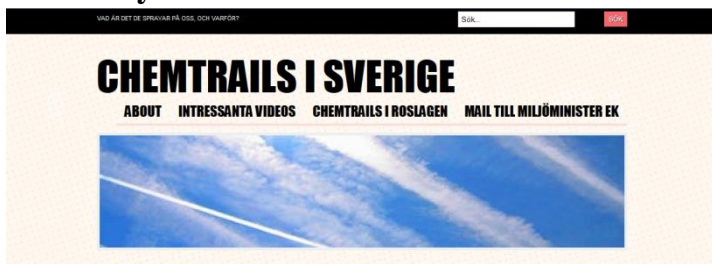 VAD ÄR DET DE SPRAYAR PÅ OSS, OCH VARFÖR?
Sök...
SÖK
CHEMTRAILS I SVERIGE
ABOUT INTRESSANTA VIDEOS CHEMTRAILS I ROSLAGEN MAIL TILL MILJÖMINISTER EK